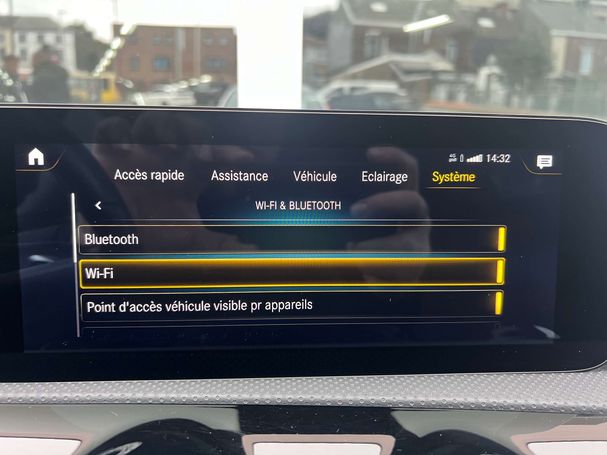 4G 14:32
Accès rapide Assistance Véhicule Eclairage Système
WI-FI & BLUETOOTH
Bluetooth
Wi-Fi
Point d'accès véhicule visible pr appareils